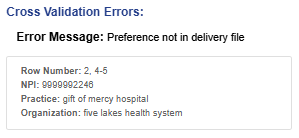 Cross Validation Errors:
Error Message: Preference not in delivery file
Row Number: 2, 4-5
NPI: 9999992246
Practice: gift of mercy hospital
Organization: five lakes health system